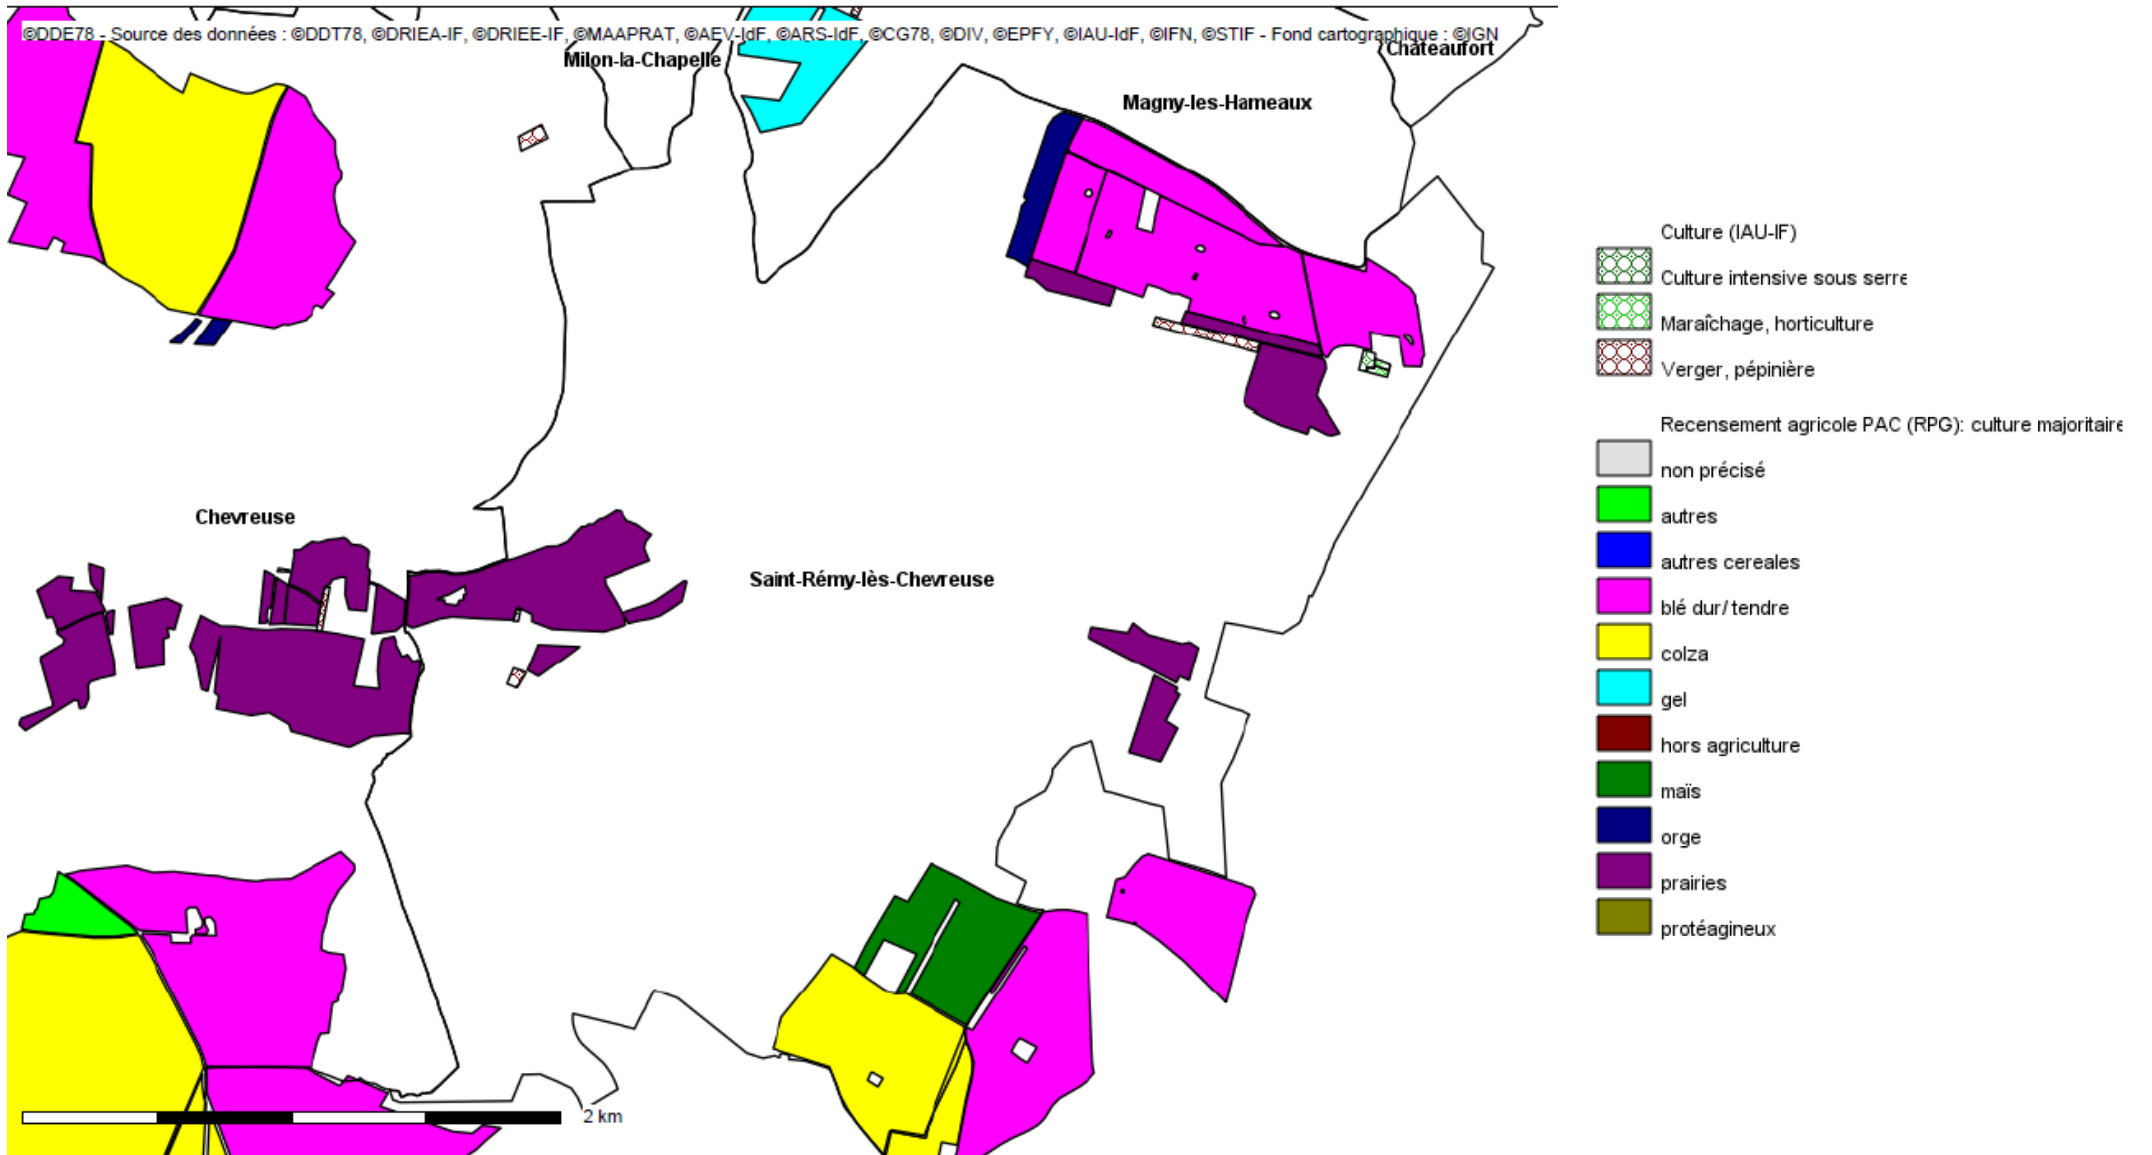 ©DDE78 - Source des données : ©DDT78, ©DRIEA-IF, ©DRIEE-IF, ©MAAPRAT, ©AEV-IdF, ©ARS-IdF, ©CG78, ©DIV, ©EPFY, ©IAU-IdF, ©IFN, ©STIF - Fond cartographique : ©IGN
Châteaufort
Milon-la-Chapelle
Magny-les-Hameaux
Chevreuse
Saint-Rémy-lès-Chevreuse
2 km
Culture (IAU-IF)
Culture intensive sous serre
Maraîchage, horticulture
Verger, pépinière
Recensement agricole PAC (RPG): culture majoritaire
non précisé
autres
autres cereales
blé dur/ tendre
colza
gel
hors agriculture
maïs
orge
prairies
protéagineux